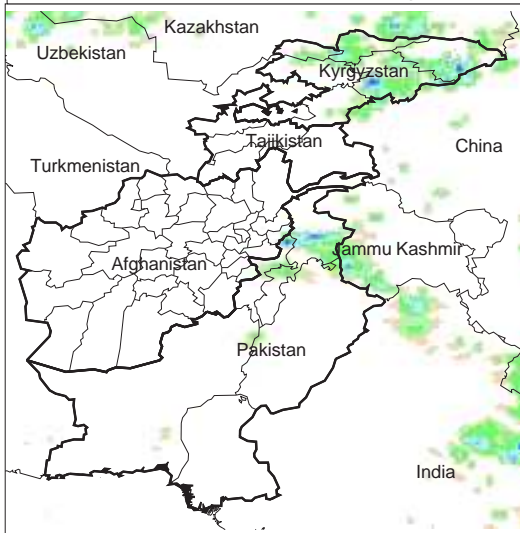 Kazakhstan
Uzbekistan
Kyrgyzstan
Tajikistan
China
Turkmenistan
Jammu Kashmir
Afghanistan
Pakistan
India